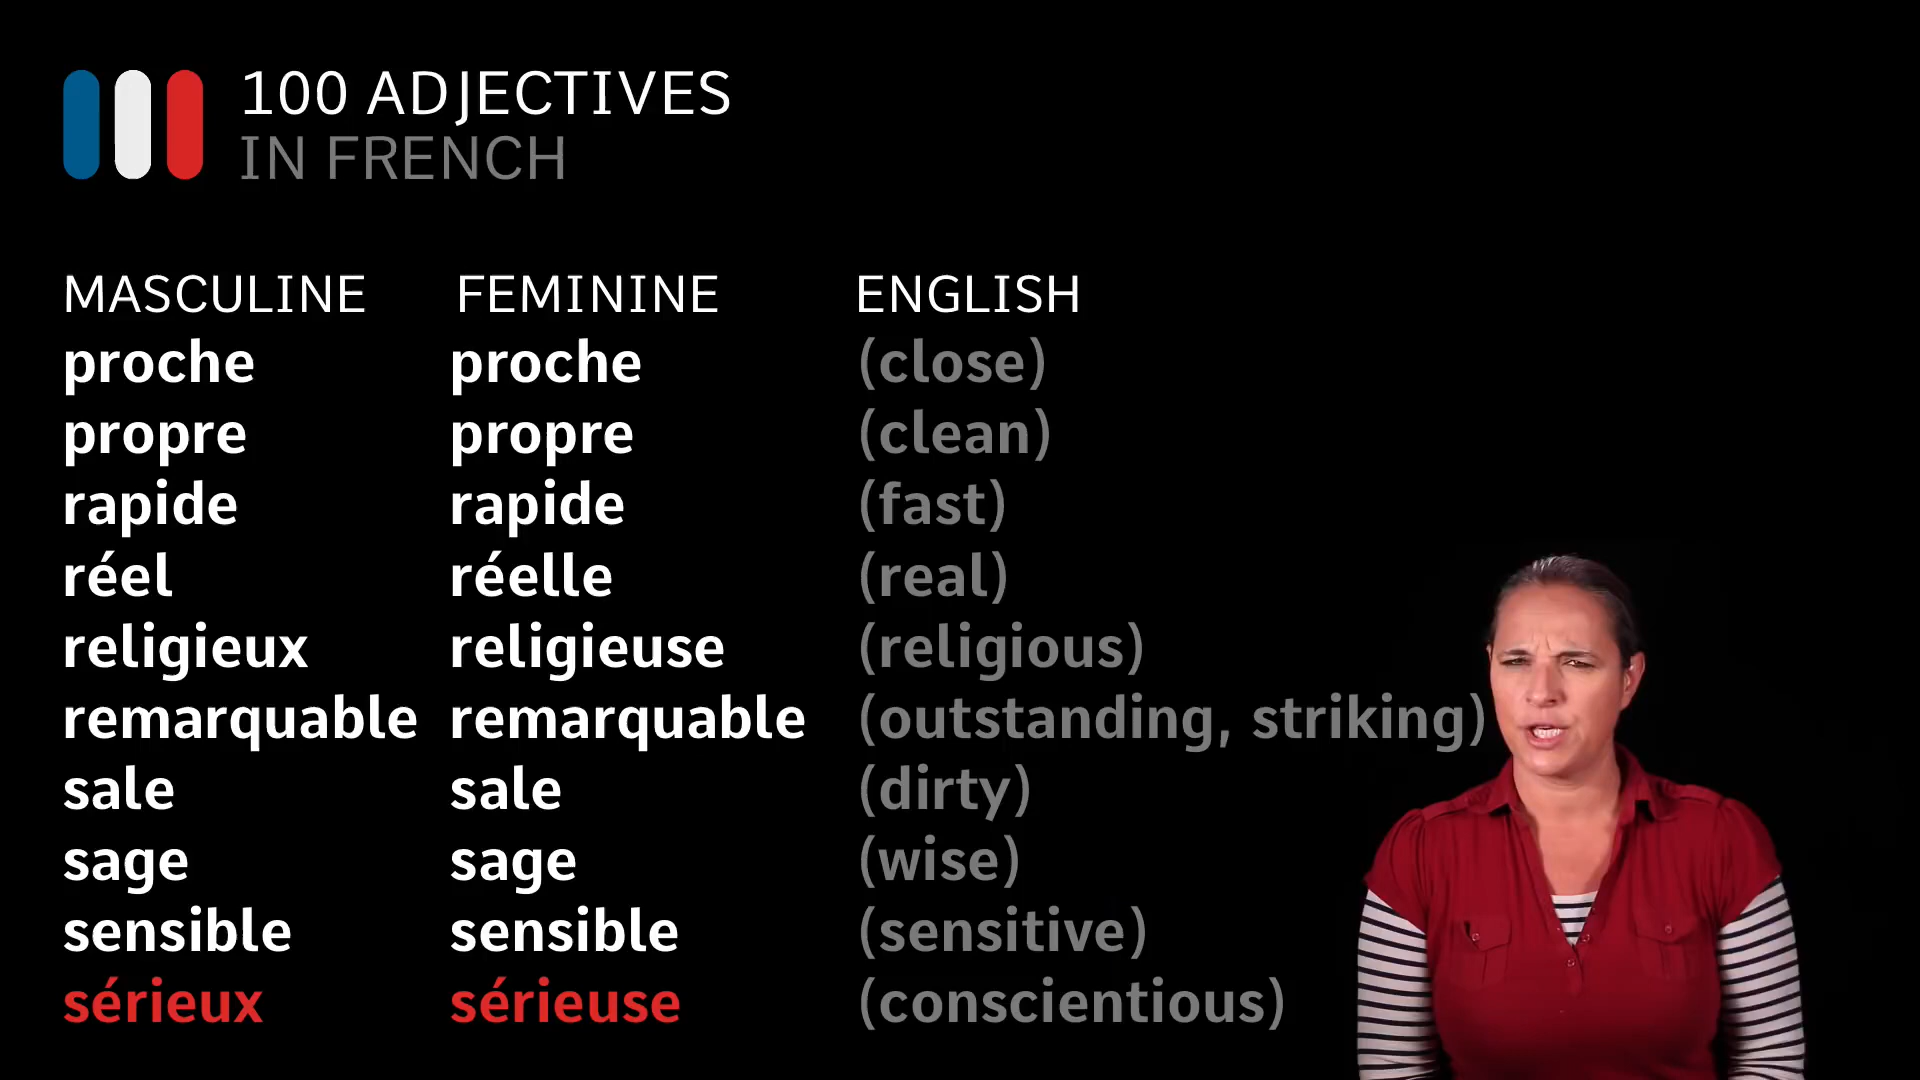 100 ADJECTIVES
IN FRENCH
MASCULINE FEMININE ENGLISH
proche proche (close)
propre propre (clean)
rapide rapide (fast)
réel réelle (real)
religieux religieuse (religious)
remarquable remarquable (outstanding, striking)
sale sale (dirty)
sage sage (wise)
sensible sensible (sensitive)
sérieux sérieuse (conscientious)